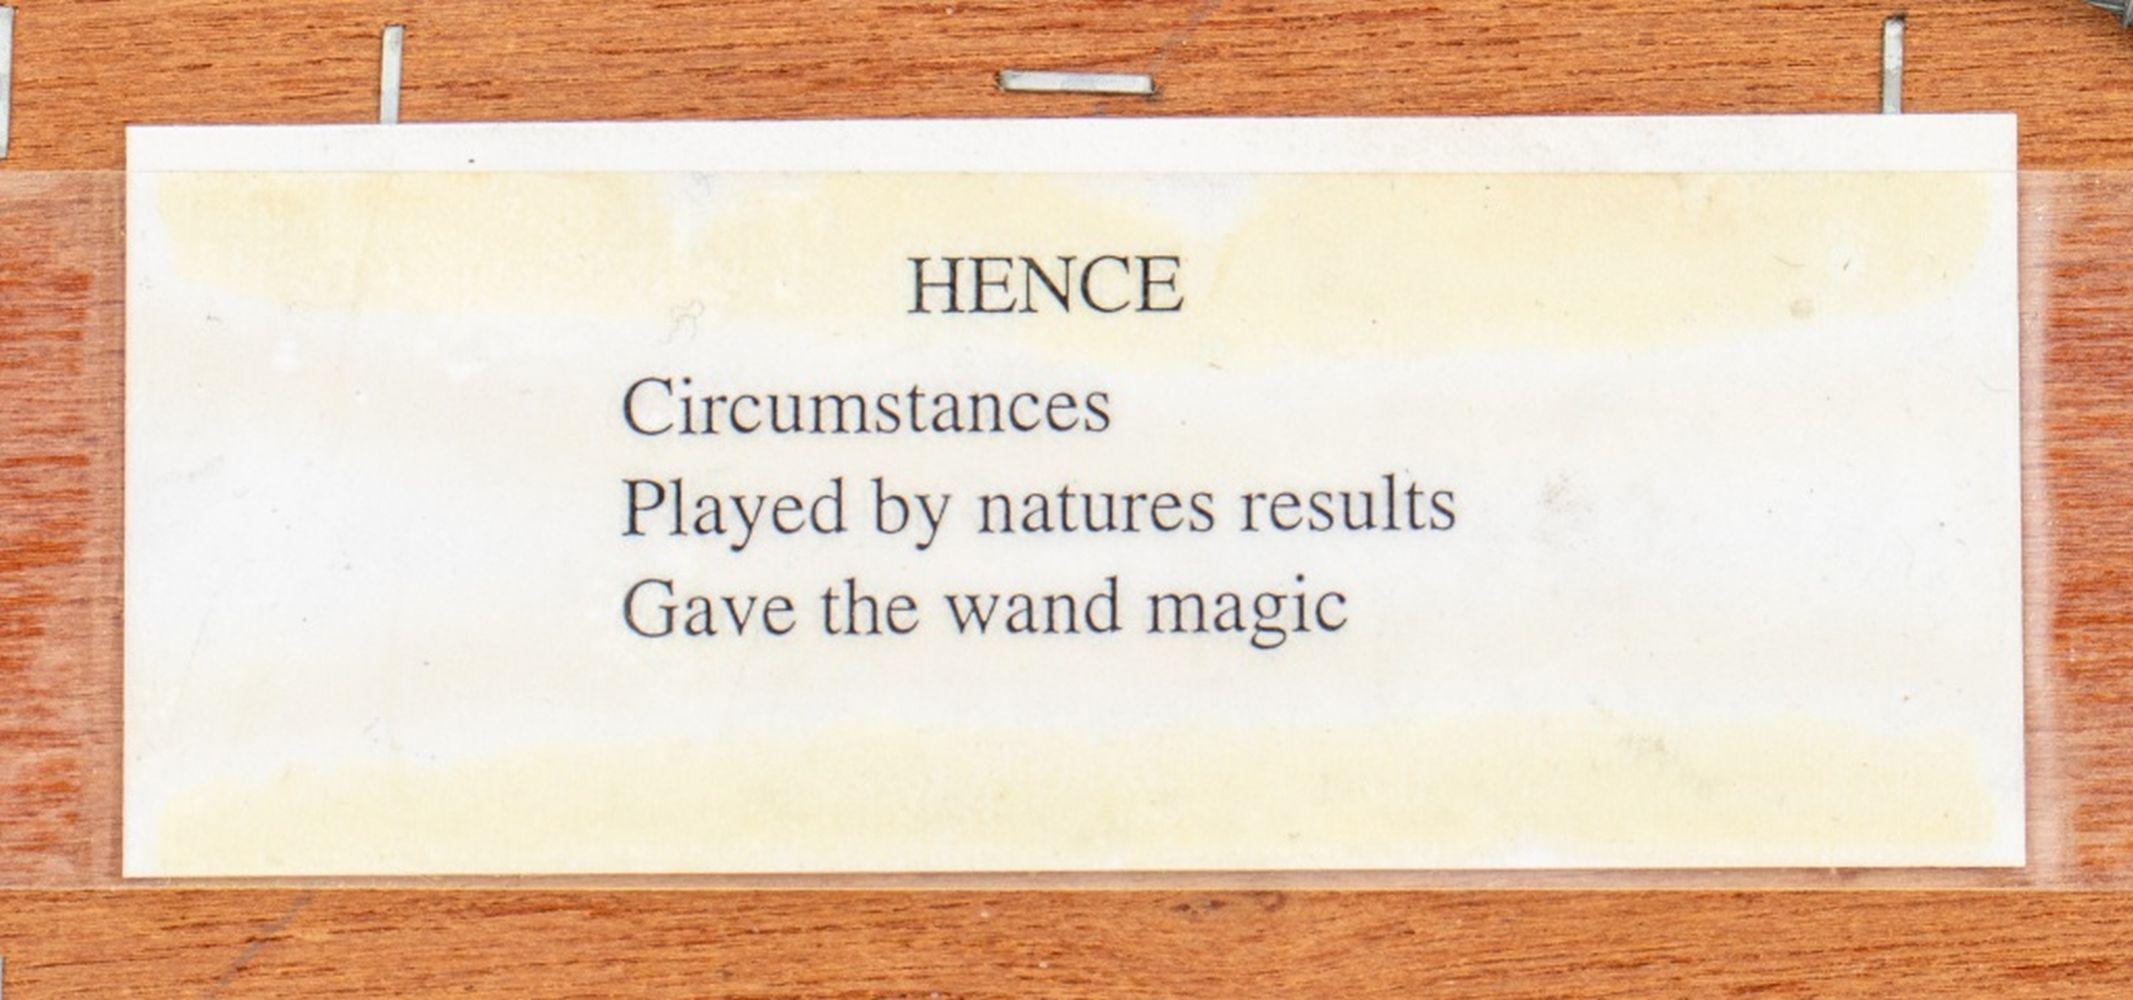 HENCE
Circumstances
Played by natures results
Gave the wand magic